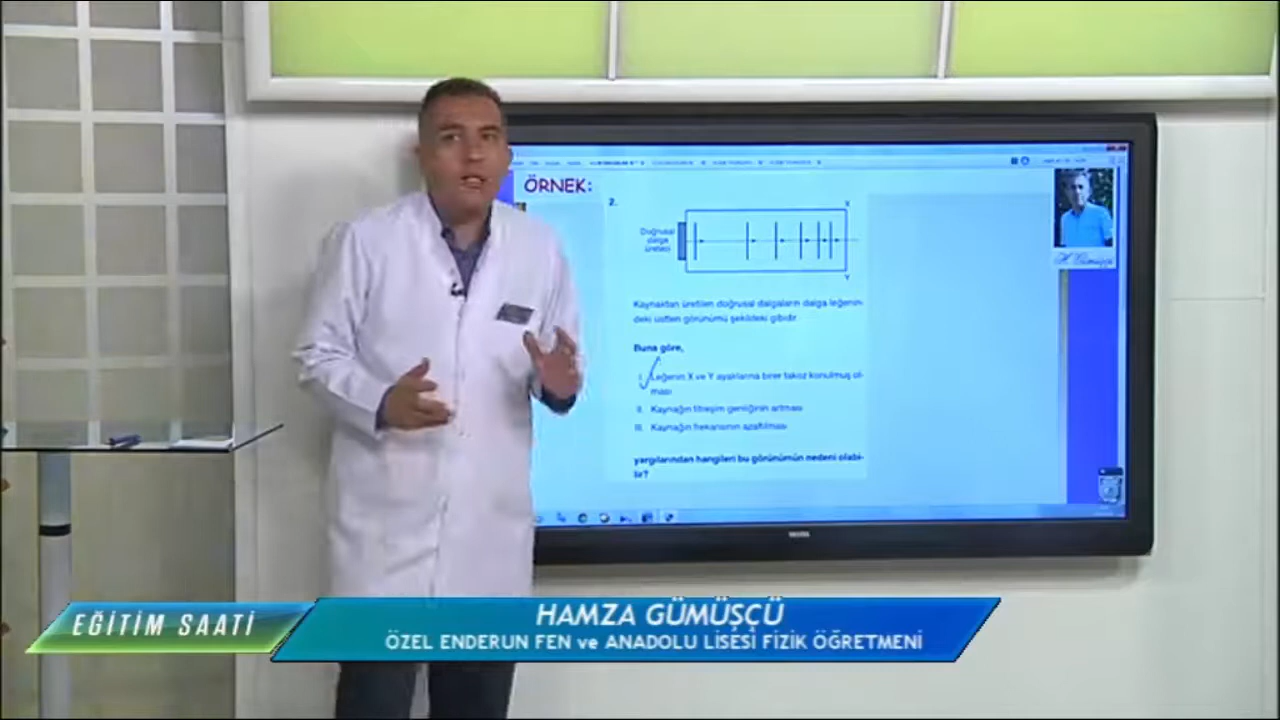 ÖRNEK:
2.
X
Doğrusal
dalga
üreteci
Y
Kaynaktan üretilen doğrusal dalgaların dalga leğenin-
deki üstten görünümü şekildeki gibidir.
Buna göre,
I. Leğenin X ve Y ayaklarına birer takoz konulmuş ol-
ması
II. Kaynağın titreşim genliğinin artması
III. Kaynağın frekansının azaltılması
yargılarından hangileri bu görünümün nedeni olabi-
lir?
H. Gümüşçü
EĞİTİM SAATİ
HAMZA GÜMÜŞÇÜ
ÖZEL ENDERUN FEN ve ANADOLU LİSESİ FİZİK ÖĞRETMENİ